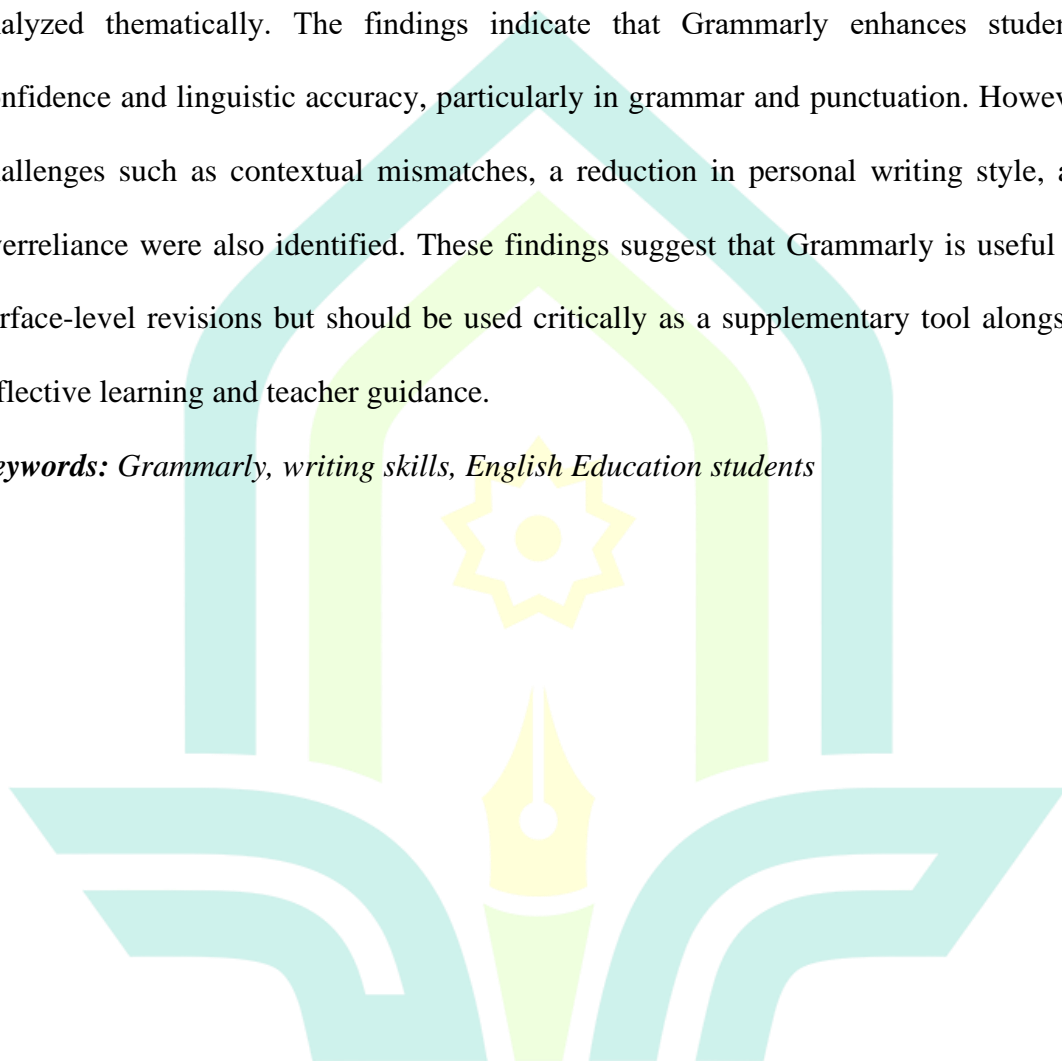 alyzed thematically. The findings indicate that Grammarly enhances studen
nfidence and linguistic accuracy, particularly in grammar and punctuation. Howev
allenges such as contextual mismatches, a reduction in personal writing style, a
erreliance were also identified. These findings suggest that Grammarly is useful
rface-level revisions but should be used critically as a supplementary tool alongs
flective learning and teacher guidance.
eywords: Grammarly, writing skills, English Education students